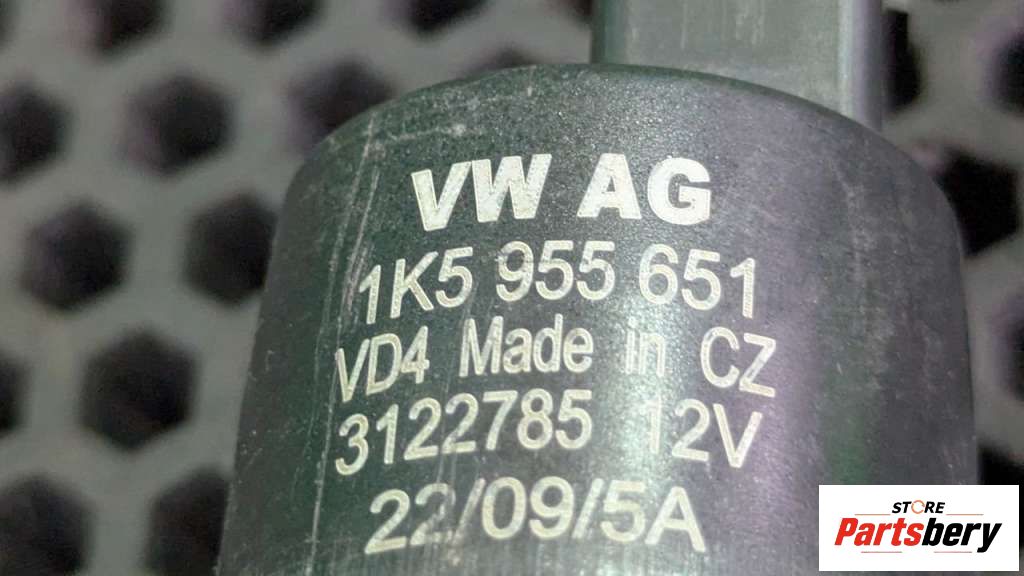 VW AG
1K5 955 651
VD4 Made in CZ
3122785 12V
22/09/5A
STORE
Partsbery